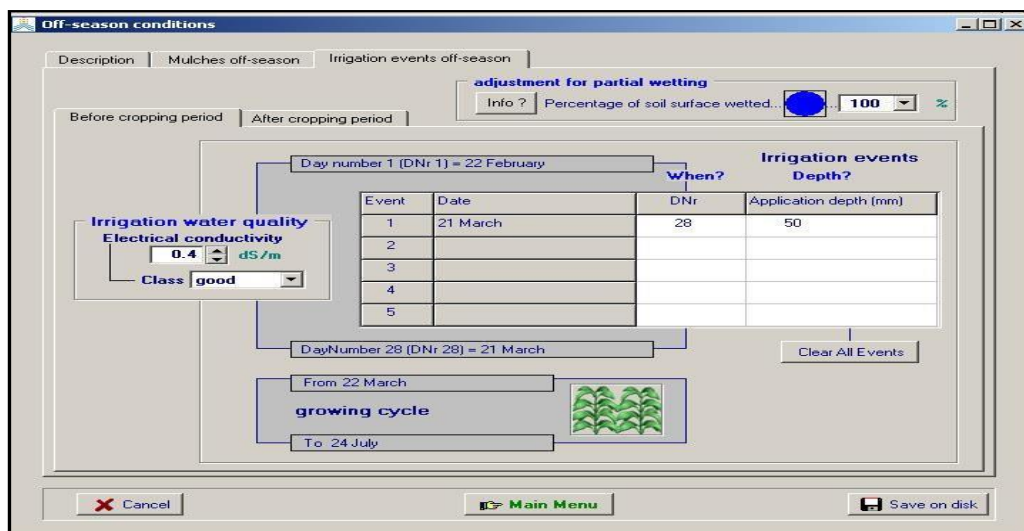 Off-season conditions
Description Mulches off-season Irrigation events off-season
adjustment for partial wetting
Info ? Percentage of soil surface wetted... ... 100 %
Before cropping period After cropping period
Day number 1 (DNr 1) = 22 February
Irrigation events
When? Depth?
Event Date DNr Application depth (mm)
1 21 March 28 50
2
3
4
5
Irrigation water quality
Electrical conductivity
0.4 dS/m
Class good
DayNumber 28 (DNr 28) = 21 March
Clear All Events
From 22 March
growing cycle
To 24 July
Cancel Main Menu Save on disk